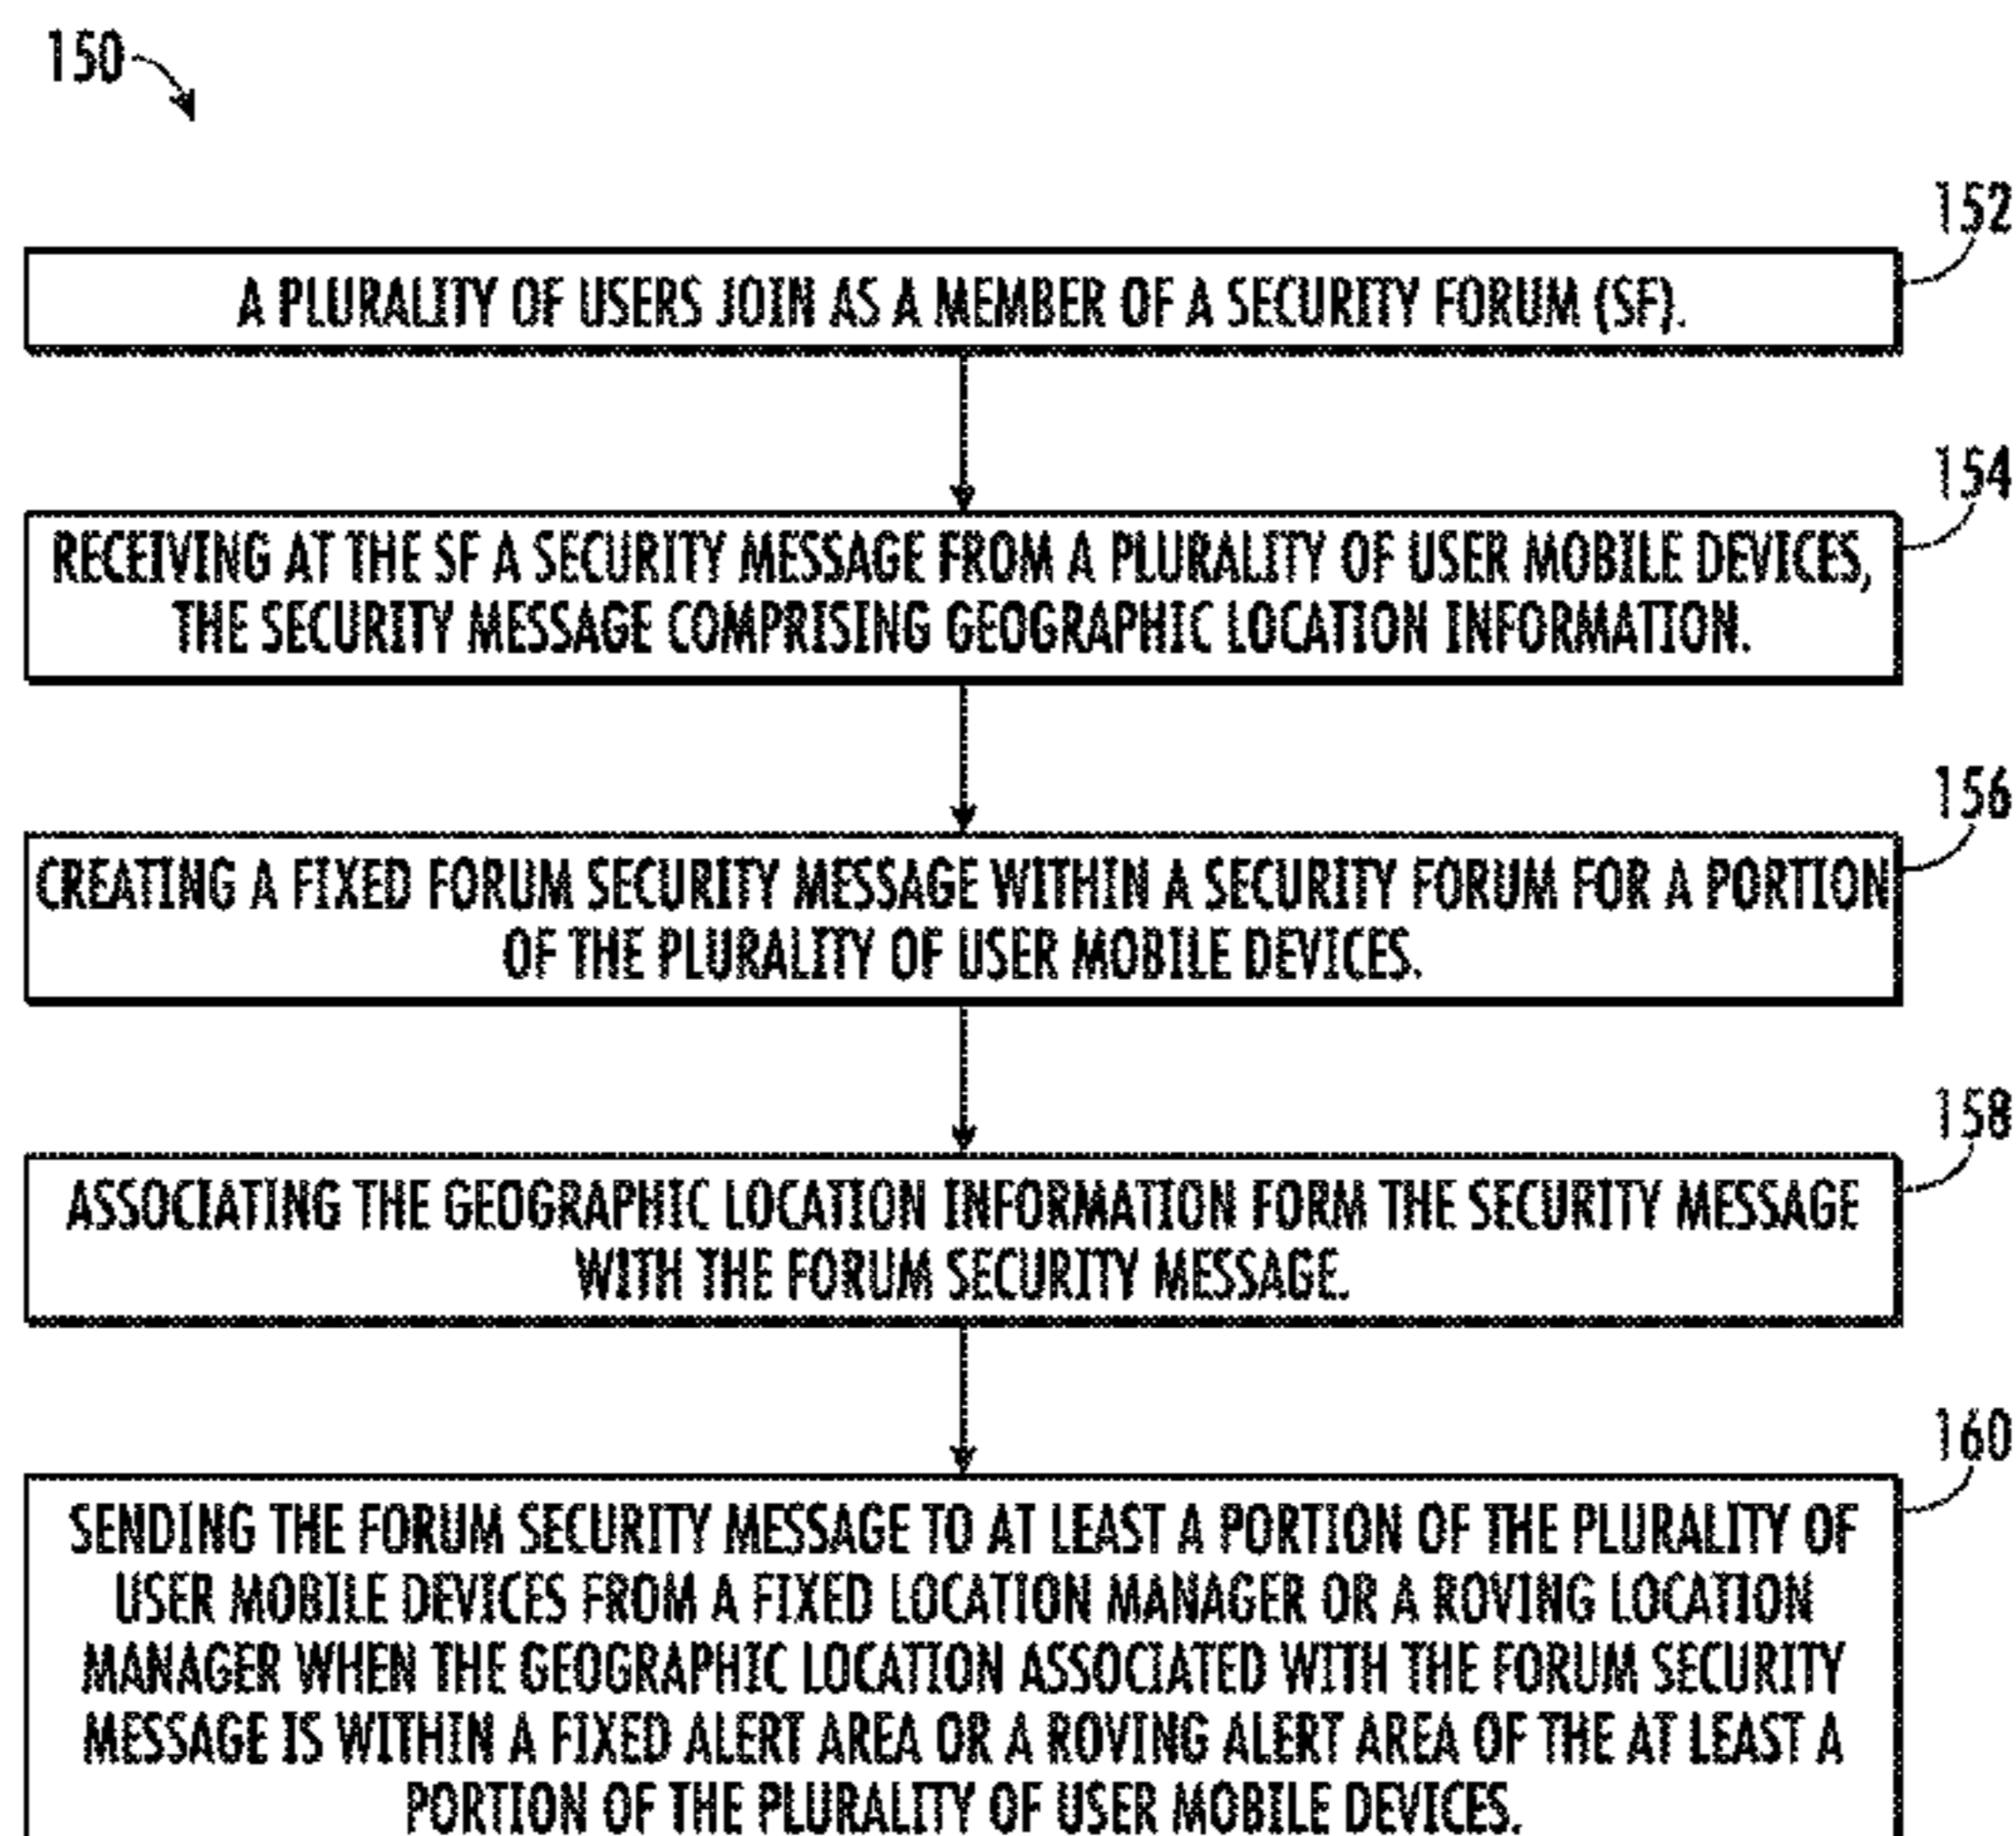 150
152
A PLURALITY OF USERS JOIN AS A MEMBER OF A SECURITY FORUM (SF).
154
RECEIVING AT THE SF A SECURITY MESSAGE FROM A PLURALITY OF USER MOBILE DEVICES,
THE SECURITY MESSAGE COMPRISING GEOGRAPHIC LOCATION INFORMATION.
156
CREATING A FIXED FORUM SECURITY MESSAGE WITHIN A SECURITY FORUM FOR A PORTION
OF THE PLURALITY OF USER MOBILE DEVICES.
158
ASSOCIATING THE GEOGRAPHIC LOCATION INFORMATION FORM THE SECURITY MESSAGE
WITH THE FORUM SECURITY MESSAGE.
160
SENDING THE FORUM SECURITY MESSAGE TO AT LEAST A PORTION OF THE PLURALITY OF
USER MOBILE DEVICES FROM A FIXED LOCATION MANAGER OR A ROVING LOCATION
MANAGER WHEN THE GEOGRAPHIC LOCATION ASSOCIATED WITH THE FORUM SECURITY
MESSAGE IS WITHIN A FIXED ALERT AREA OR A ROVING ALERT AREA OF THE AT LEAST A
PORTION OF THE PLURALITY OF USER MOBILE DEVICES.